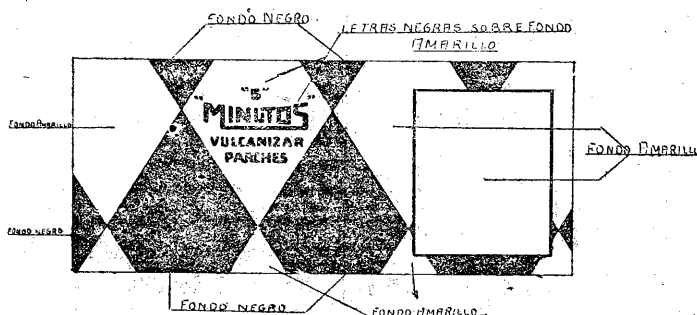 FONDO NEGRO
LETRAS NEGRAS SOBRE FONDO
AMARILLO
"5"
"MINUTOS"
VULCANIZAR
PARCHES
FONDO AMARILLO
FONDO AMARILL
FONDO NEGRO
FONDO NEGRO
FONDO AMARILLO